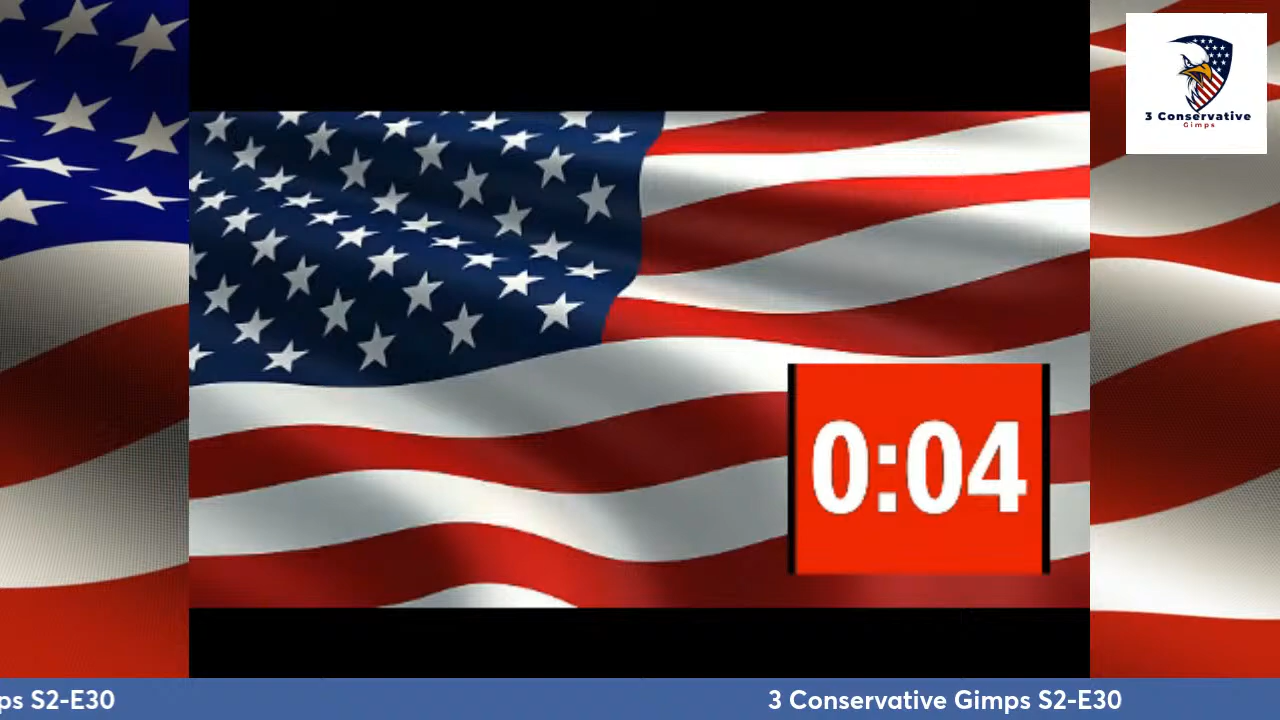 3 Conservative
Gimps
0:04
ps S2-E30
3 Conservative Gimps S2-E30